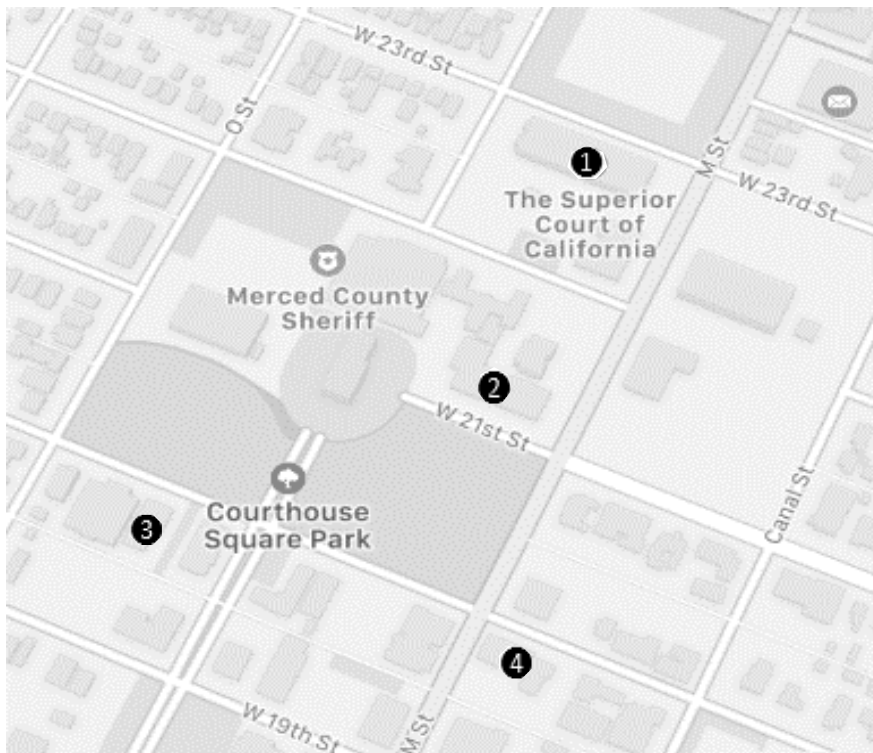 W 23rd St
O St
M St
1
W 23rd St
The Superior
Court of
California
Merced County
Sheriff
2
W 21st St
Canal St
Courthouse
Square Park
3
4
W 19th St
M St